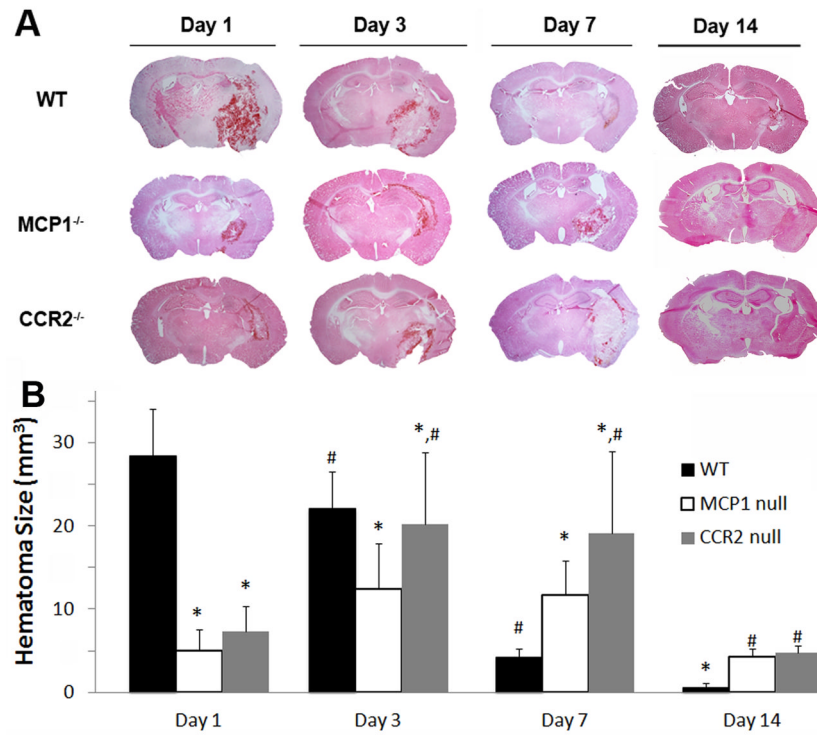 A
Day 1 Day 3 Day 7 Day 14
WT
MCP1-/-
CCR2-/-
B
Hematoma Size (mm³)
30
20
10
0
* *
# * *,#
# * *,#
* # #
WT
MCP1 null
CCR2 null
Day 1 Day 3 Day 7 Day 14